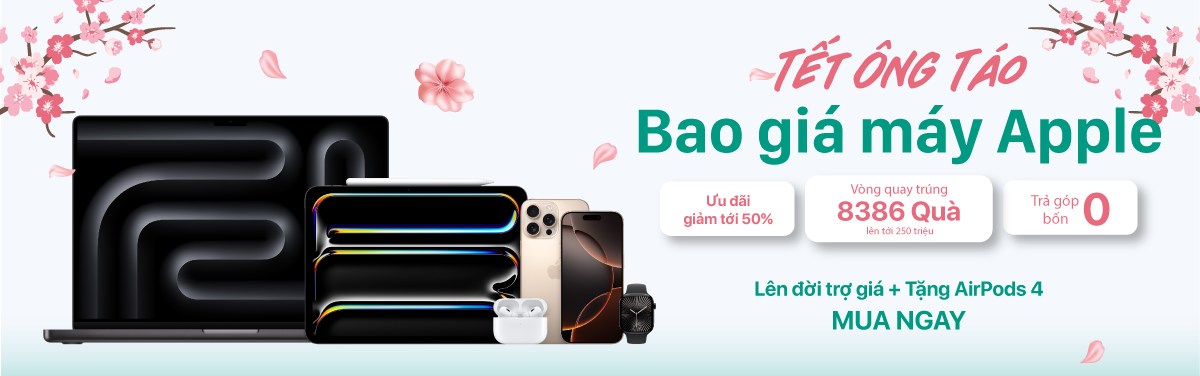 TẾT ÔNG TÁO
Bao giá máy Apple
Ưu đãi
giảm tới 50%
Vòng quay trúng
8386 Quà
lên tới 250 triệu
Trả góp
bốn
0
Lên đời trợ giá + Tặng AirPods 4
MUA NGAY